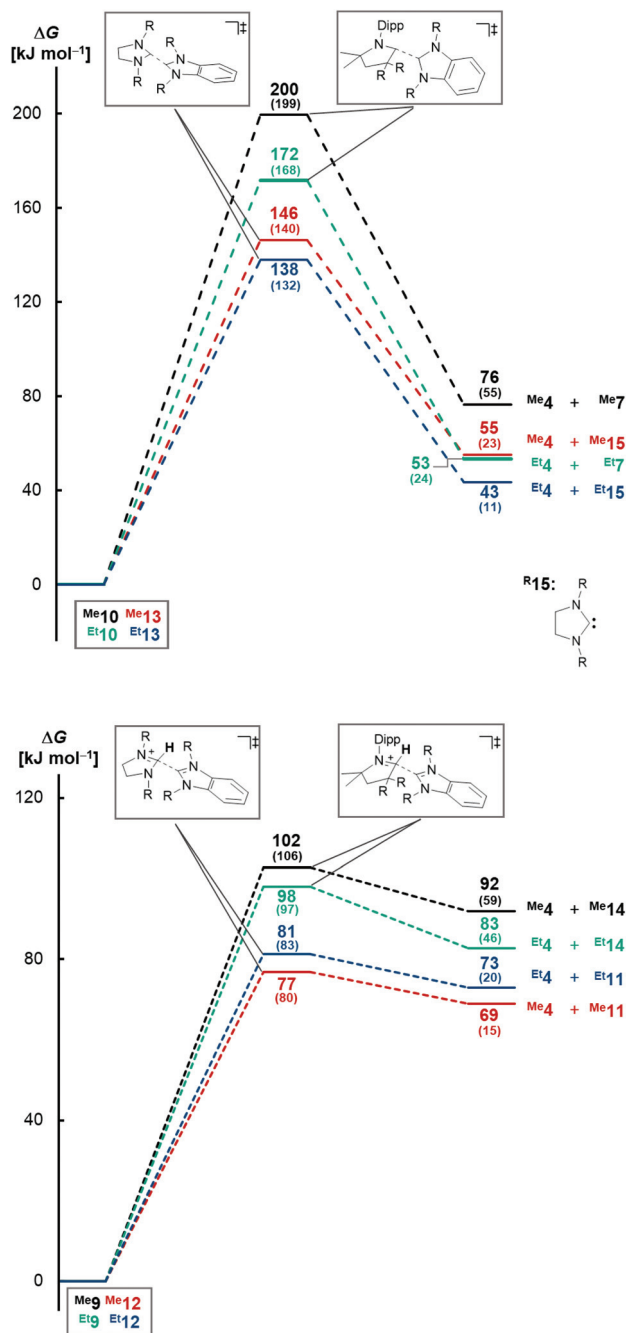 ΔG
[kJ mol⁻¹]
200
160
120
80
40
0
R
N
N
R
R
N
N
R
‡
Dipp
N
R
R
R
N
N
R
‡
200
(199)
172
(168)
146
(140)
138
(132)
76
(55)
ᴹᵉ4 + ᴹᵉ7
55
(23)
ᴹᵉ4 + ᴹᵉ15
53
(24)
ᴱᵗ4 + ᴱᵗ7
43
(11)
ᴱᵗ4 + ᴱᵗ15
ᴹᵉ10 ᴹᵉ13
ᴱᵗ10 ᴱᵗ13
ᴿ15:
R
N
:
N
R
ΔG
[kJ mol⁻¹]
120
80
40
0
R
N
+
H
N
R
R
N
N
R
‡
Dipp
N
+
H
R
R
R
N
N
R
‡
102
(106)
98
(97)
81
(83)
77
(80)
92
(59)
ᴹᵉ4 + ᴹᵉ14
83
(46)
ᴱᵗ4 + ᴱᵗ14
73
(20)
ᴱᵗ4 + ᴱᵗ11
69
(15)
ᴹᵉ4 + ᴹᵉ11
ᴹᵉ9 ᴹᵉ12
ᴱᵗ9 ᴱᵗ12